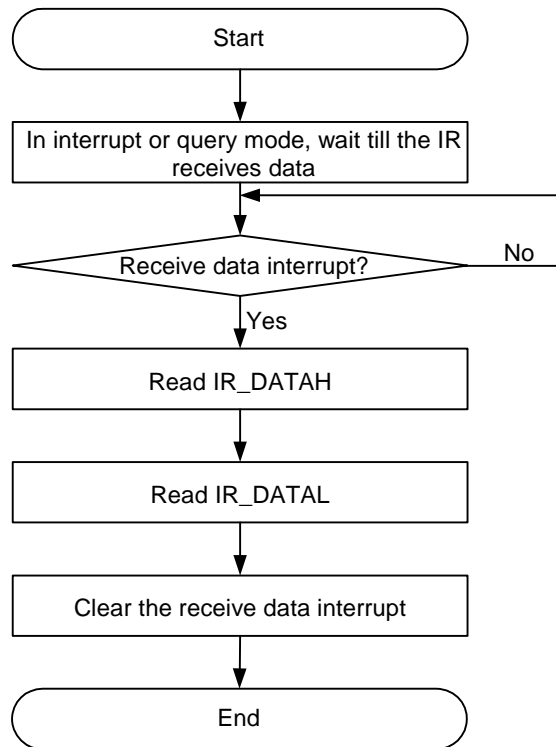 Start
In interrupt or query mode, wait till the IR
receives data
Receive data interrupt?
No
Yes
Read IR_DATAH
Read IR_DATAL
Clear the receive data interrupt
End